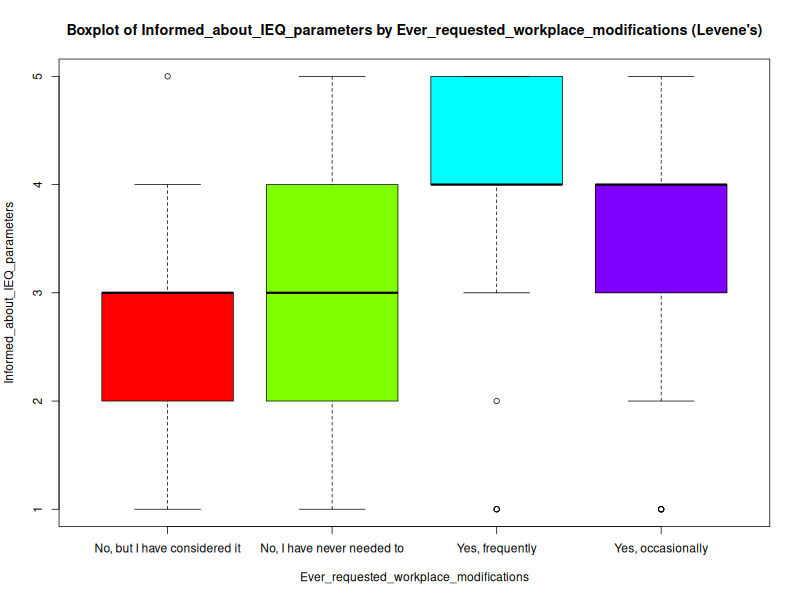 Boxplot of Informed_about_IEQ_parameters by Ever_requested_workplace_modifications (Levene's)
Informed_about_IEQ_parameters
5
4
3
2
1
No, but I have considered it
No, I have never needed to
Yes, frequently
Yes, occasionally
Ever_requested_workplace_modifications